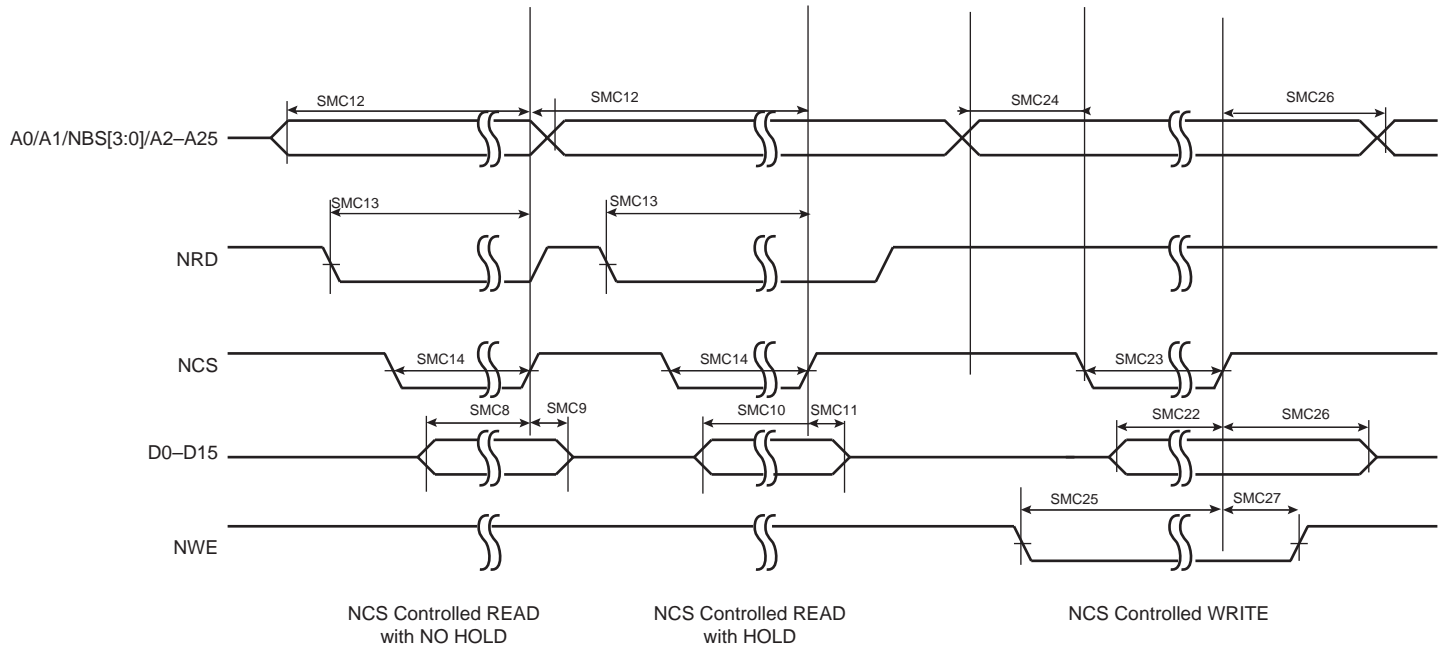 SMC12
SMC12
SMC24
SMC26
A0/A1/NBS[3:0]/A2–A25
SMC13
SMC13
NRD
NCS
SMC14
SMC14
SMC23
SMC8
SMC9
SMC10
SMC11
SMC22
SMC26
D0–D15
SMC25
SMC27
NWE
NCS Controlled READ
with NO HOLD
NCS Controlled READ
with HOLD
NCS Controlled WRITE